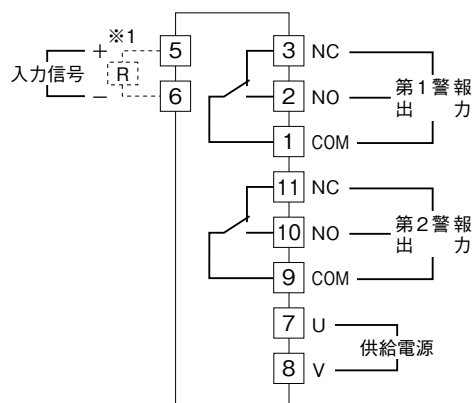 ※1
入力信号
+
R
−
5
6
3 NC
2 NO
1 COM
第1警報
出力
11 NC
10 NO
9 COM
第2警報
出力
7 U
8 V
供給電源